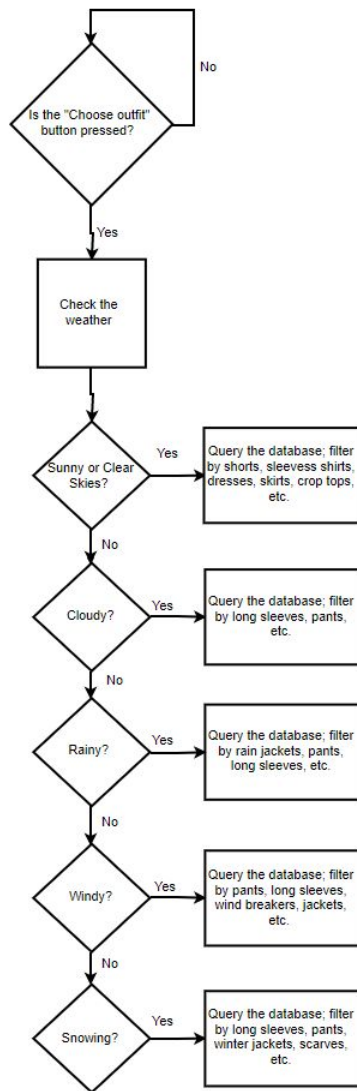 No
Is the "Choose outfit"
button pressed?
Yes
Check the
weather
Sunny or Clear
Skies?
Yes
Query the database; filter
by shorts, sleevess shirts,
dresses, skirts, crop tops,
etc.
No
Cloudy?
Yes
Query the database; filter
by long sleeves, pants,
etc.
No
Rainy?
Yes
Query the database; filter
by rain jackets, pants,
long sleeves, etc.
No
Windy?
Yes
Query the database; filter
by pants, long sleeves,
wind breakers, jackets,
etc.
No
Snowing?
Yes
Query the database; filter
by long sleeves, pants,
winter jackets, scarves,
etc.